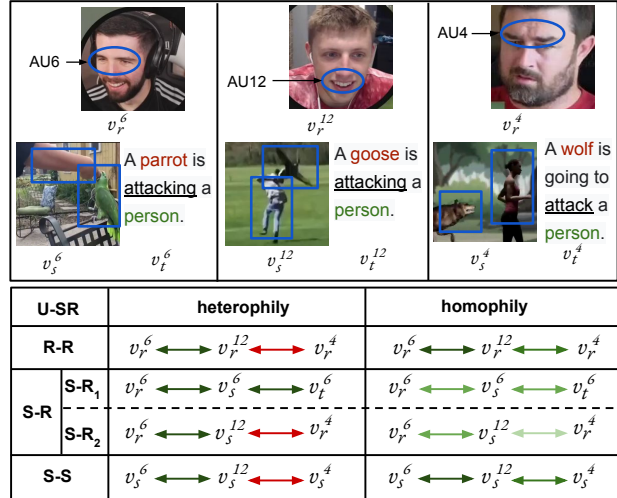 AU6
AU12
AU4
v_r^6
v_r^12
v_r^4
A parrot is
attacking a
person.
A goose is
attacking a
person.
A wolf is
going to
attack a
person.
v_s^6
v_t^6
v_s^12
v_t^12
v_s^4
v_t^4
U-SR heterophily homophily
R-R v_r^6 v_r^12 v_r^4 v_r^6 v_r^12 v_r^4
S-R
S-R1 v_r^6 v_s^6 v_t^6 v_r^6 v_s^6 v_t^6
S-R2 v_r^6 v_s^12 v_r^4 v_r^6 v_s^12 v_r^4
S-S v_s^6 v_s^12 v_s^4 v_s^6 v_s^12 v_s^4